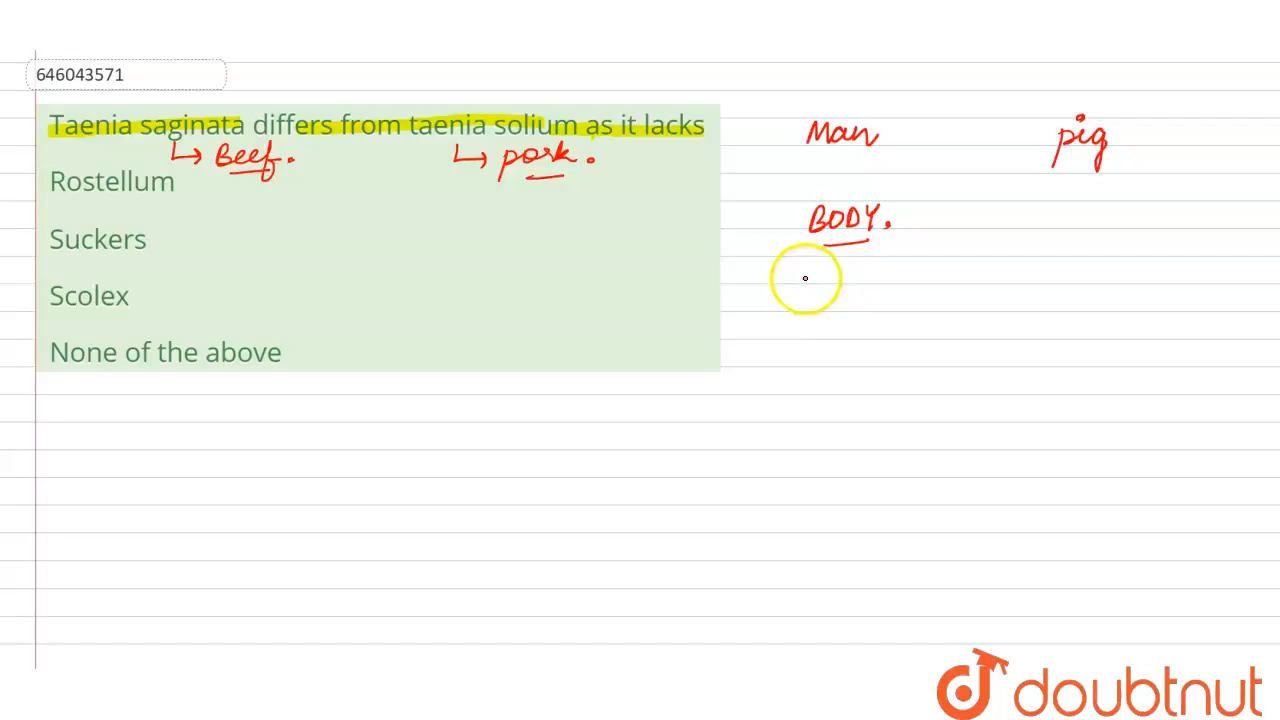 646043571
Taenia saginata differs from taenia solium as it lacks
↳ Beef. ↳ pork.
Rostellum
Suckers
Scolex
None of the above
Man pig
BODY.
doubtnut